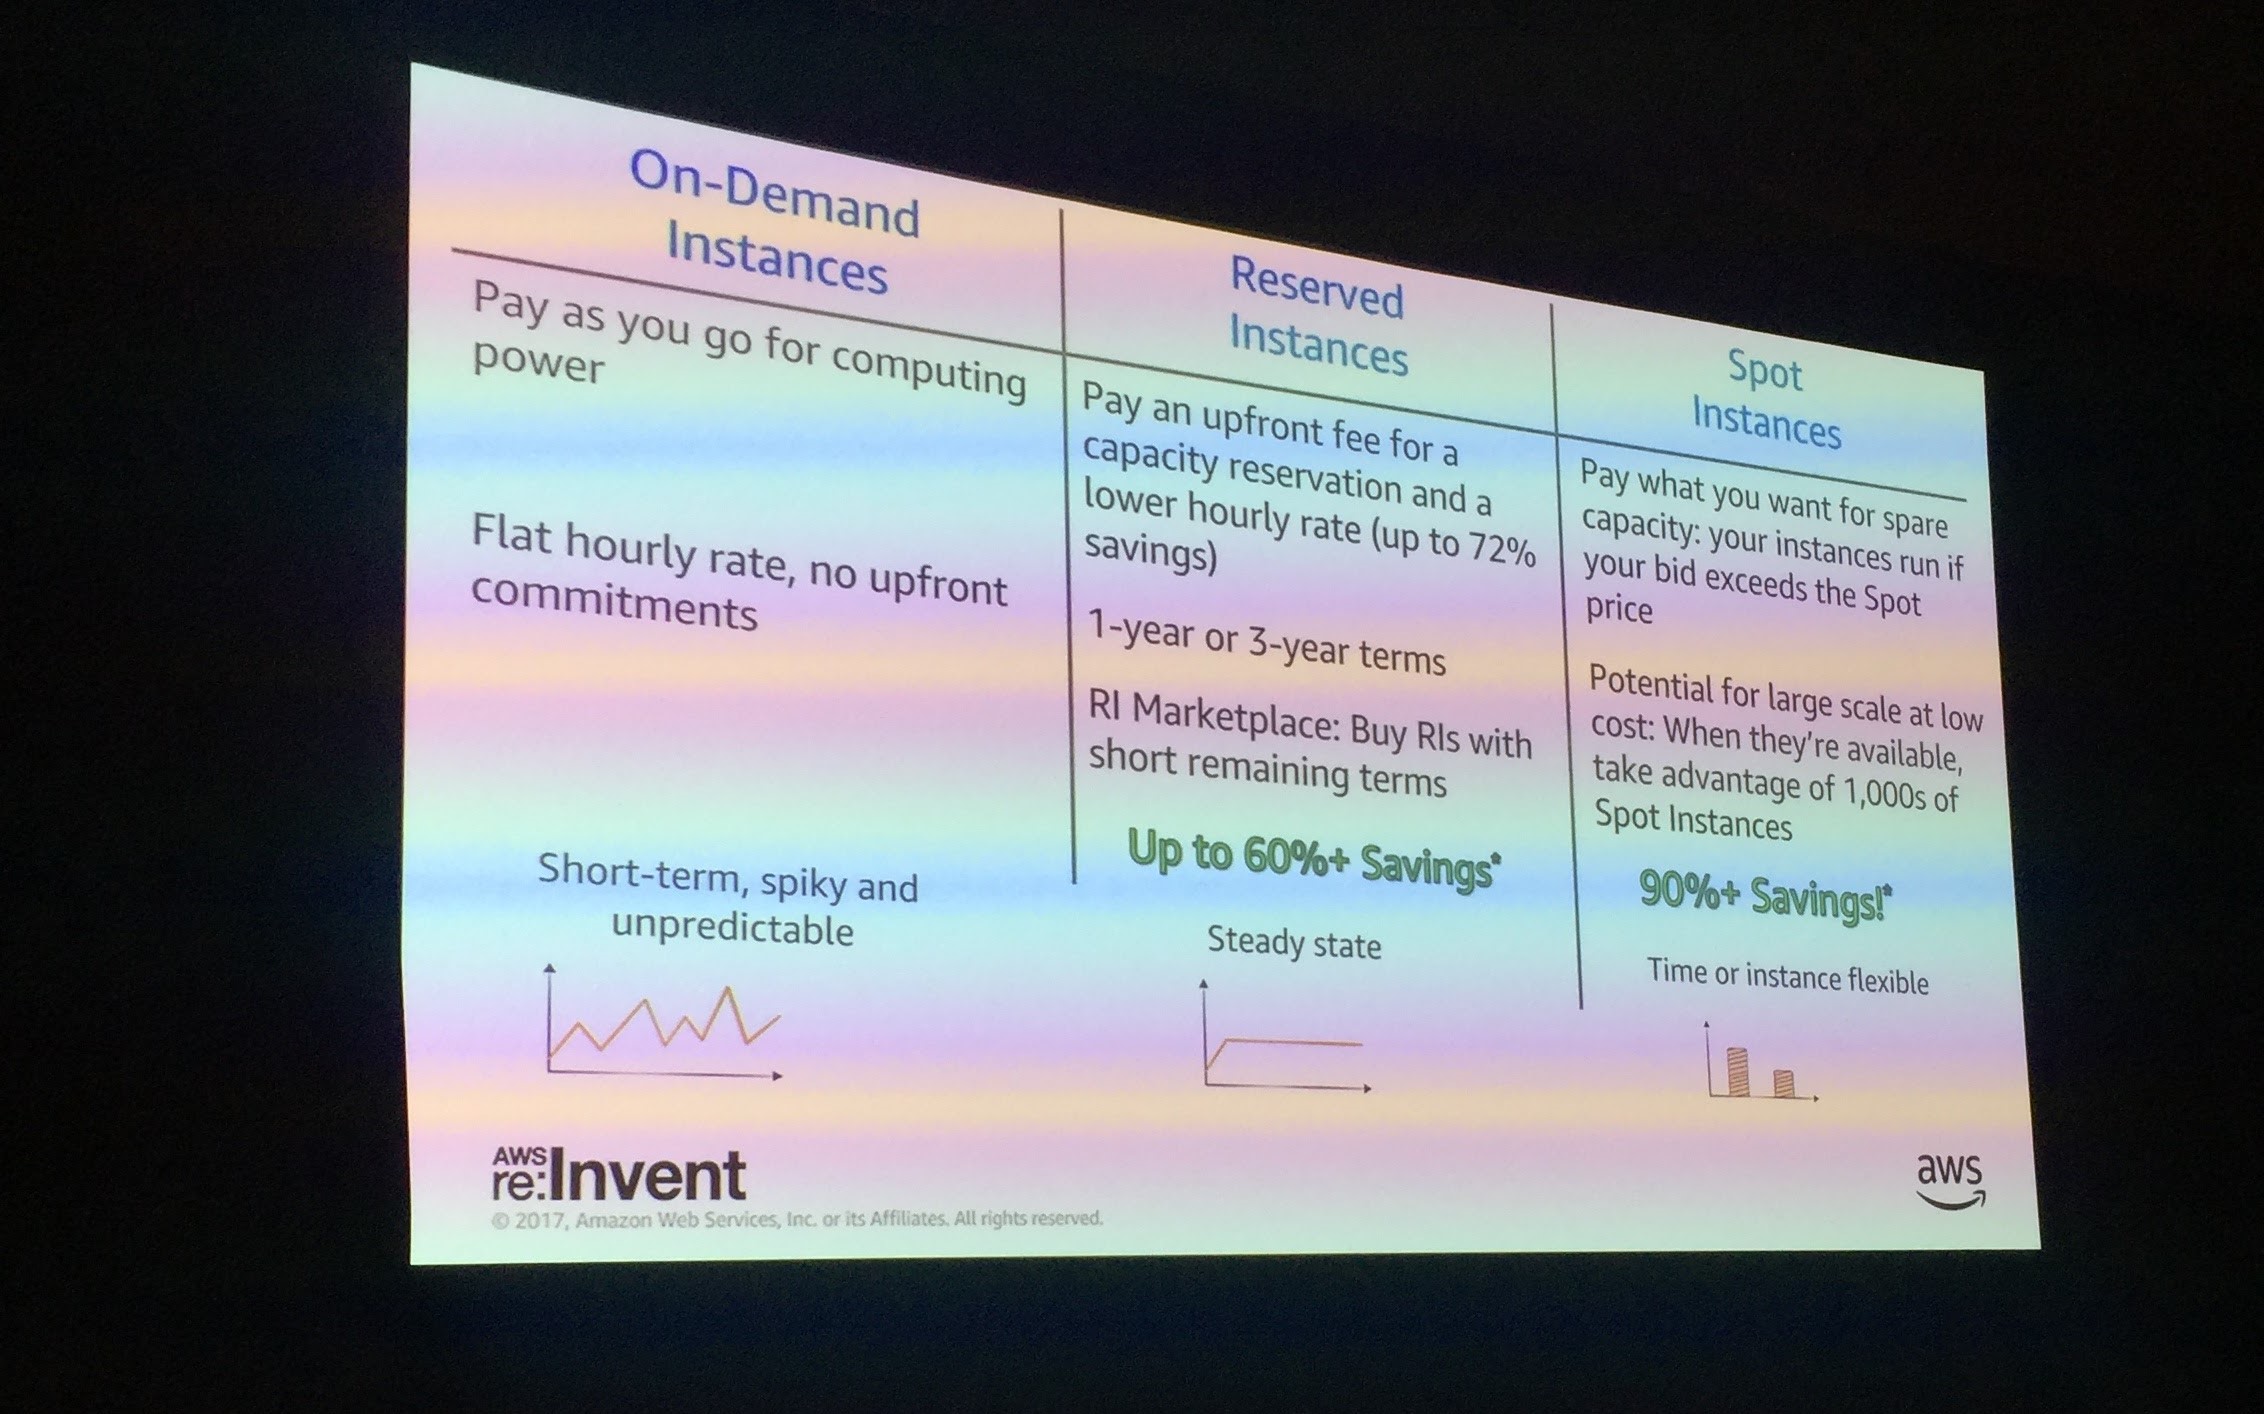 On-Demand
Instances
Pay as you go for computing
power
Flat hourly rate, no upfront
commitments
Short-term, spiky and
unpredictable
Reserved
Instances
Pay an upfront fee for a
capacity reservation and a
lower hourly rate (up to 72%
savings)
1-year or 3-year terms
RI Marketplace: Buy RIs with
short remaining terms
Up to 60%+ Savings*
Steady state
Spot
Instances
Pay what you want for spare
capacity: your instances run if
your bid exceeds the Spot
price
Potential for large scale at low
cost: When they're available,
take advantage of 1,000s of
Spot Instances
90%+ Savings!*
Time or instance flexible
AWS
re:Invent
© 2017, Amazon Web Services, Inc. or its Affiliates. All rights reserved.
aws